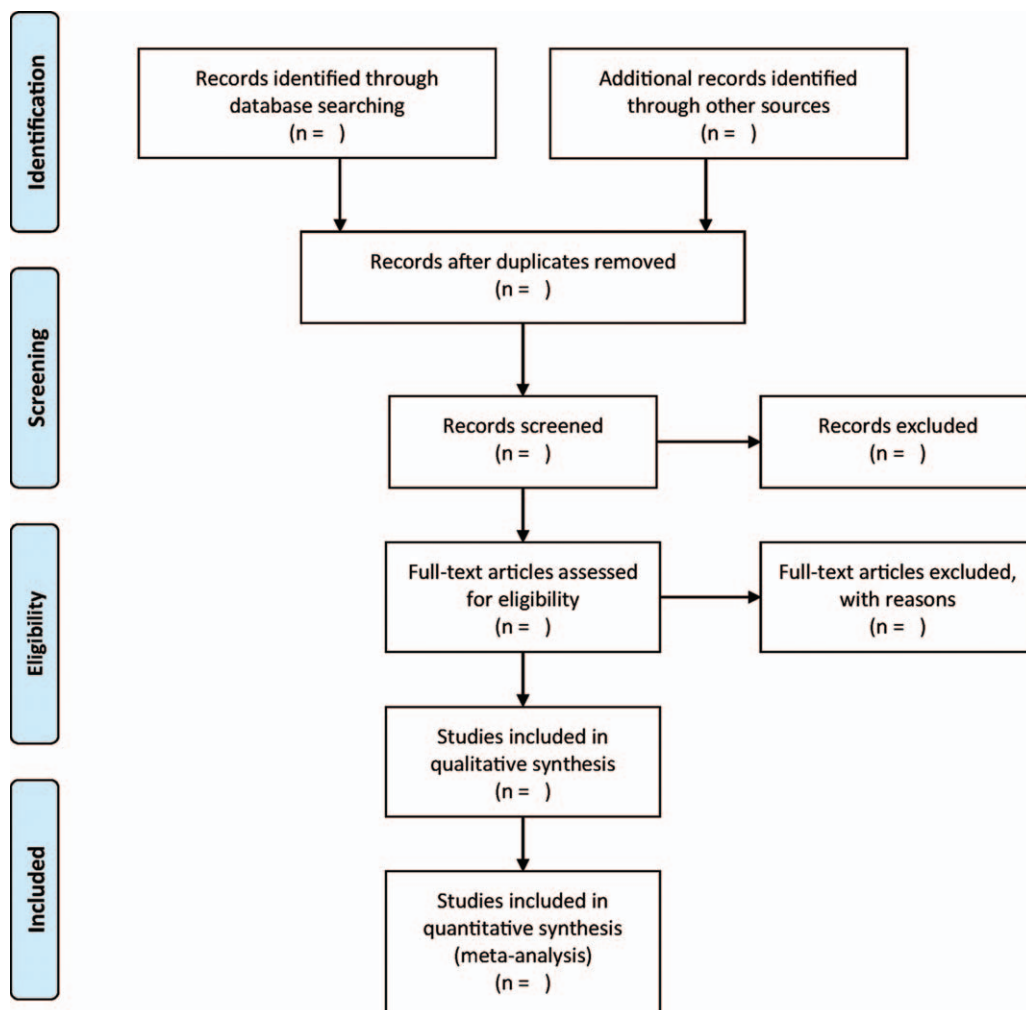 Identification
Records identified through
database searching
(n =   )
Additional records identified
through other sources
(n =   )
Records after duplicates removed
(n =   )
Screening
Records screened
(n =   )
Records excluded
(n =   )
Eligibility
Full-text articles assessed
for eligibility
(n =   )
Full-text articles excluded,
with reasons
(n =   )
Studies included in
qualitative synthesis
(n =   )
Included
Studies included in
quantitative synthesis
(meta-analysis)
(n =   )